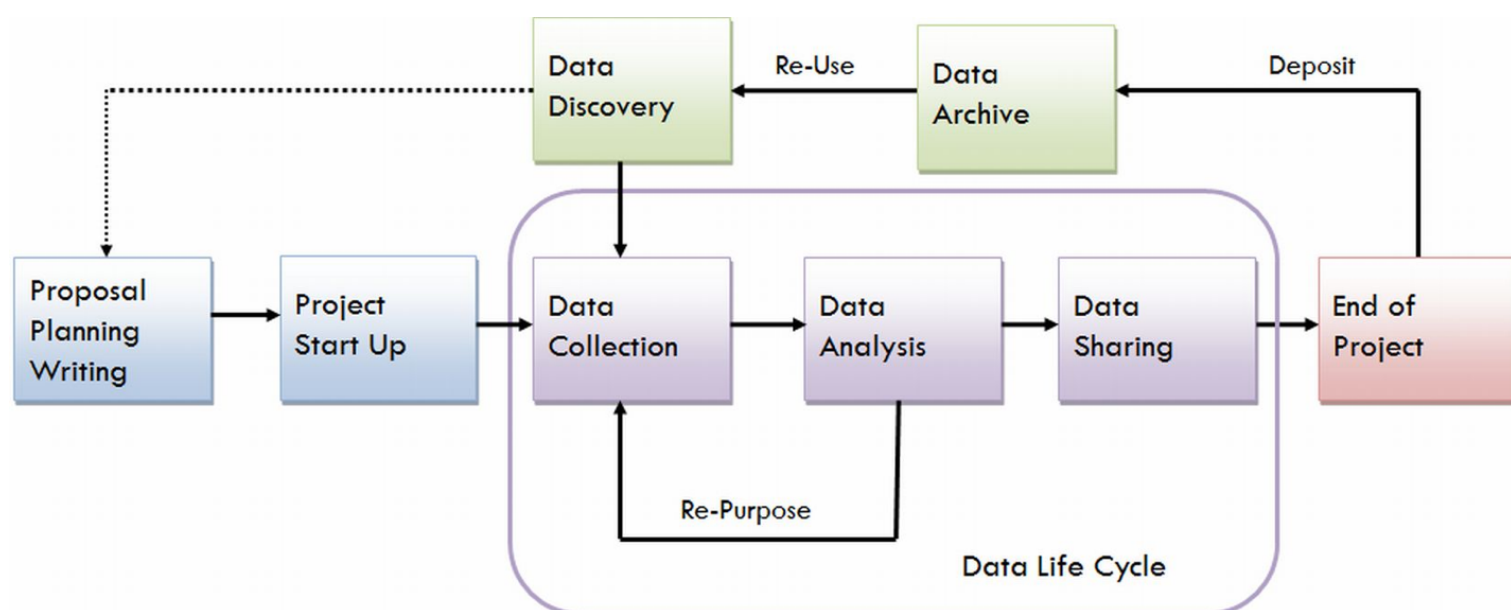 Data
Discovery
Re-Use
Data
Archive
Deposit
Proposal
Planning
Writing
Project
Start Up
Data
Collection
Data
Analysis
Data
Sharing
End of
Project
Re-Purpose
Data Life Cycle